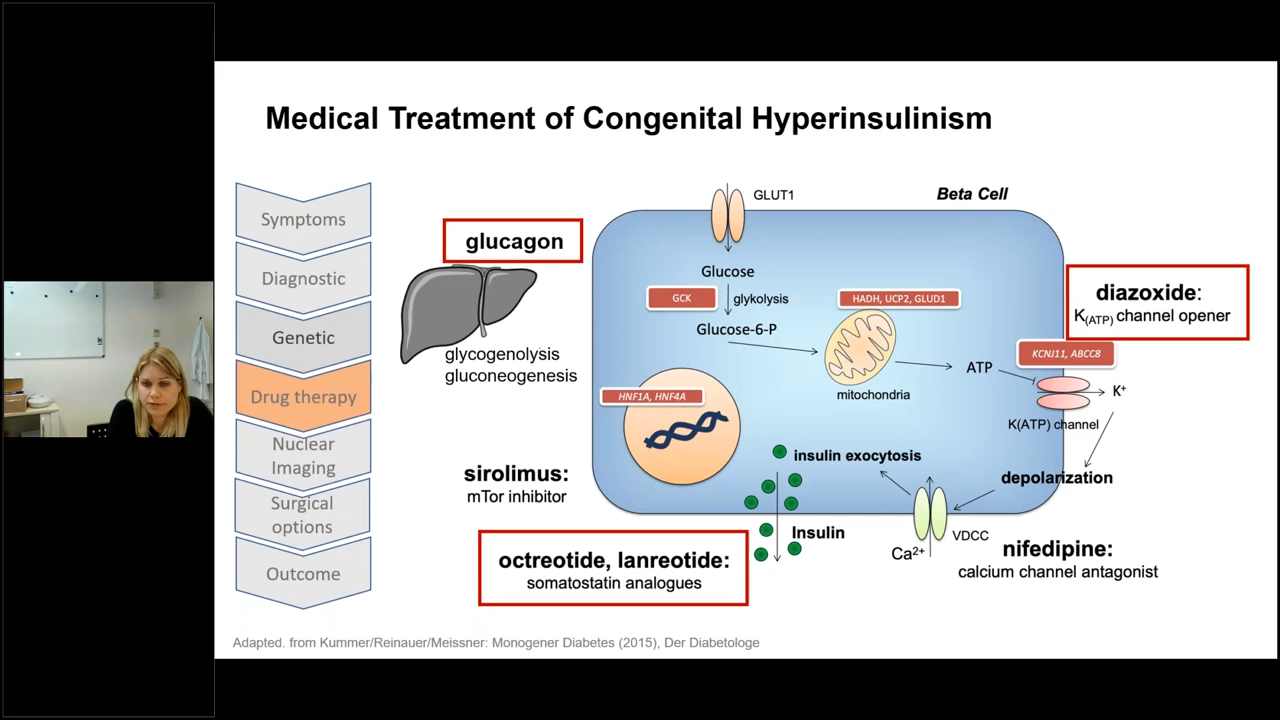 Medical Treatment of Congenital Hyperinsulinism
Symptoms
Diagnostic
Genetic
Drug therapy
Nuclear
Imaging
Surgical
options
Outcome
glucagon
glycogenolysis
gluconeogenesis
sirolimus:
mTor inhibitor
octreotide, lanreotide:
somatostatin analogues
GLUT1
Beta Cell
Glucose
GCK
glykolysis
Glucose-6-P
HADH, UCP2, GLUD1
mitochondria
ATP
HNF1A, HNF4A
diazoxide:
K(ATP) channel opener
KCNJ11, ABCC8
K+
K(ATP) channel
depolarization
insulin exocytosis
Insulin
Ca2+
VDCC
nifedipine:
calcium channel antagonist
Adapted. from Kummer/Reinauer/Meissner: Monogener Diabetes (2015), Der Diabetologe